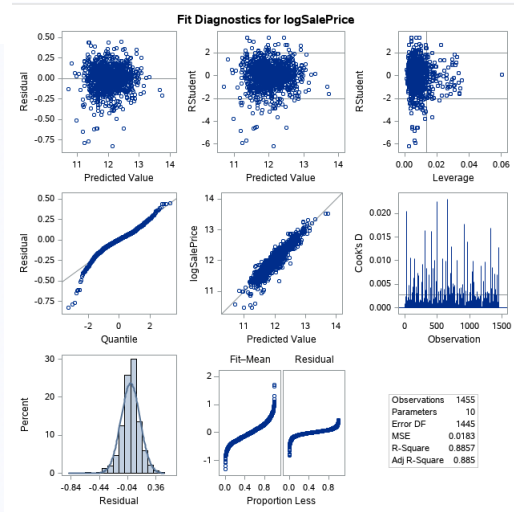 Fit Diagnostics for logSalePrice
0.50
0.25
0.00
-0.25
-0.50
-0.75
Residual
11 12 13 14
Predicted Value
2
0
-2
-4
-6
RStudent
11 12 13 14
Predicted Value
2
0
-2
-4
-6
RStudent
0.00 0.02 0.04 0.06
Leverage
0.50
0.25
0.00
-0.25
-0.50
-0.75
Residual
-2 0 2
Quantile
14
13
12
11
logSalePrice
11 12 13 14
Predicted Value
0.020
0.015
0.010
0.005
0.000
Cook's D
0 500 1000 1500
Observation
30
20
10
0
Percent
-0.84 -0.44 -0.04 0.36
Residual
Fit–Mean Residual
2
1
0
-1
0.0 0.4 0.8 0.0 0.4 0.8
Proportion Less
Observations 1455
Parameters 10
Error DF 1445
MSE 0.0183
R-Square 0.8857
Adj R-Square 0.885